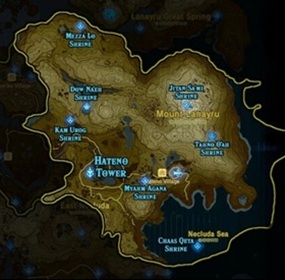 Lanayru Great Spring
Mezza Lo
Shrine
Dow Na'eh
Shrine
Jitan Sa'mi
Shrine
Mount Lanayru
Kam Urog
Shrine
Tahno O'ah
Shrine
Hateno
Tower
Village
Myahm Agana
Shrine
Necluda Sea
Chaas Qeta
Shrine